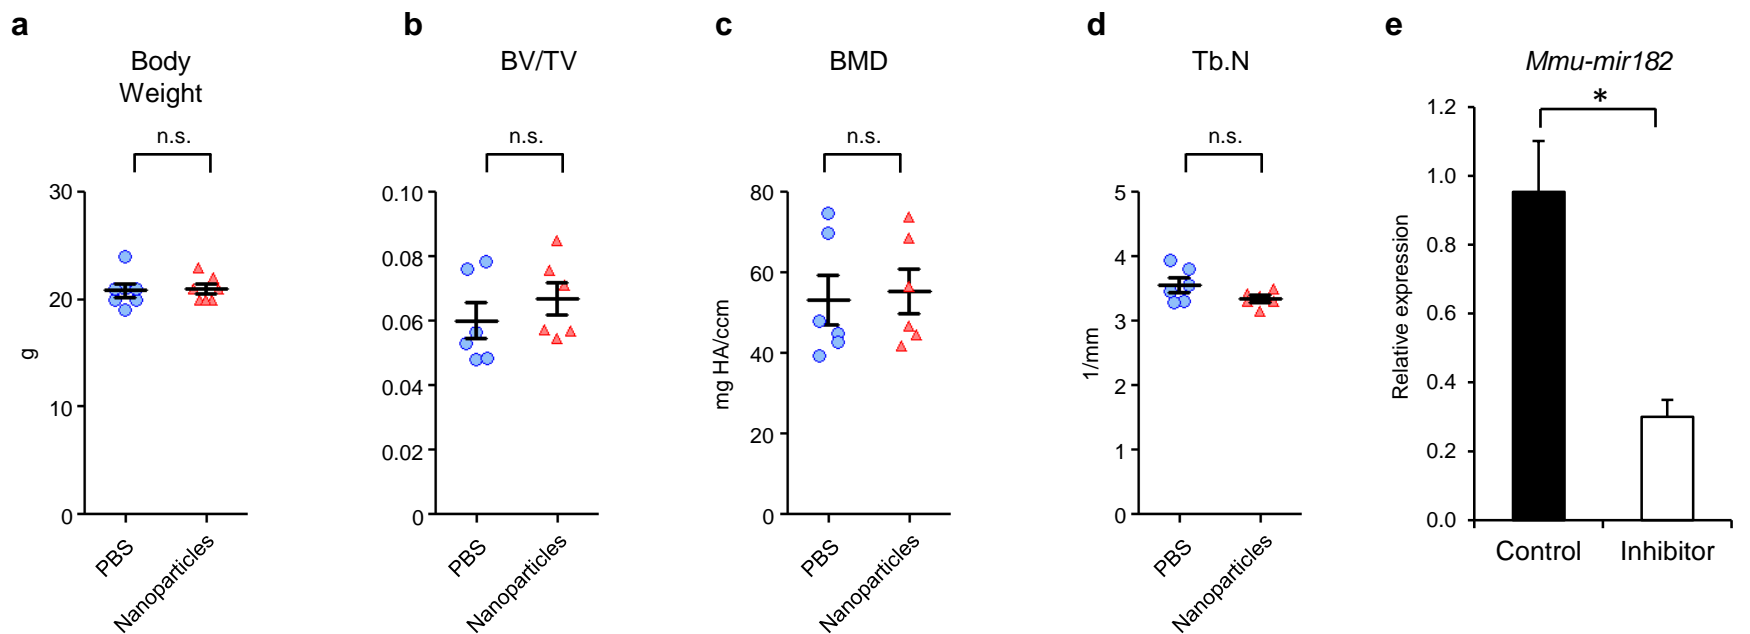 a
Body
Weight
n.s.
30
20
10
0
g
PBS
Nanoparticles
b
BV/TV
n.s.
0.10
0.08
0.06
0.04
0.02
0
PBS
Nanoparticles
c
BMD
n.s.
80
60
40
20
0
mg HA/ccm
PBS
Nanoparticles
d
Tb.N
n.s.
5
4
3
2
1
0
1/mm
PBS
Nanoparticles
e
Mmu-mir182
*
1.2
1.0
0.8
0.6
0.4
0.2
0.0
Relative expression
Control
Inhibitor